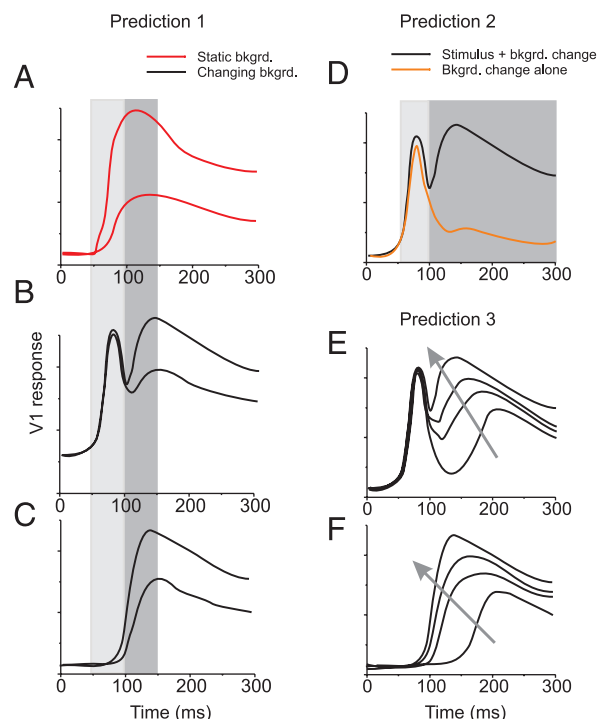 Prediction 1
Static bkgrd.
Changing bkgrd.
A
0 100 200 300
B
0 100 200 300
C
0 100 200 300
Time (ms)
V1 response
Prediction 2
Stimulus + bkgrd. change
Bkgrd. change alone
D
0 100 200 300
Prediction 3
E
0 100 200 300
F
0 100 200 300
Time (ms)